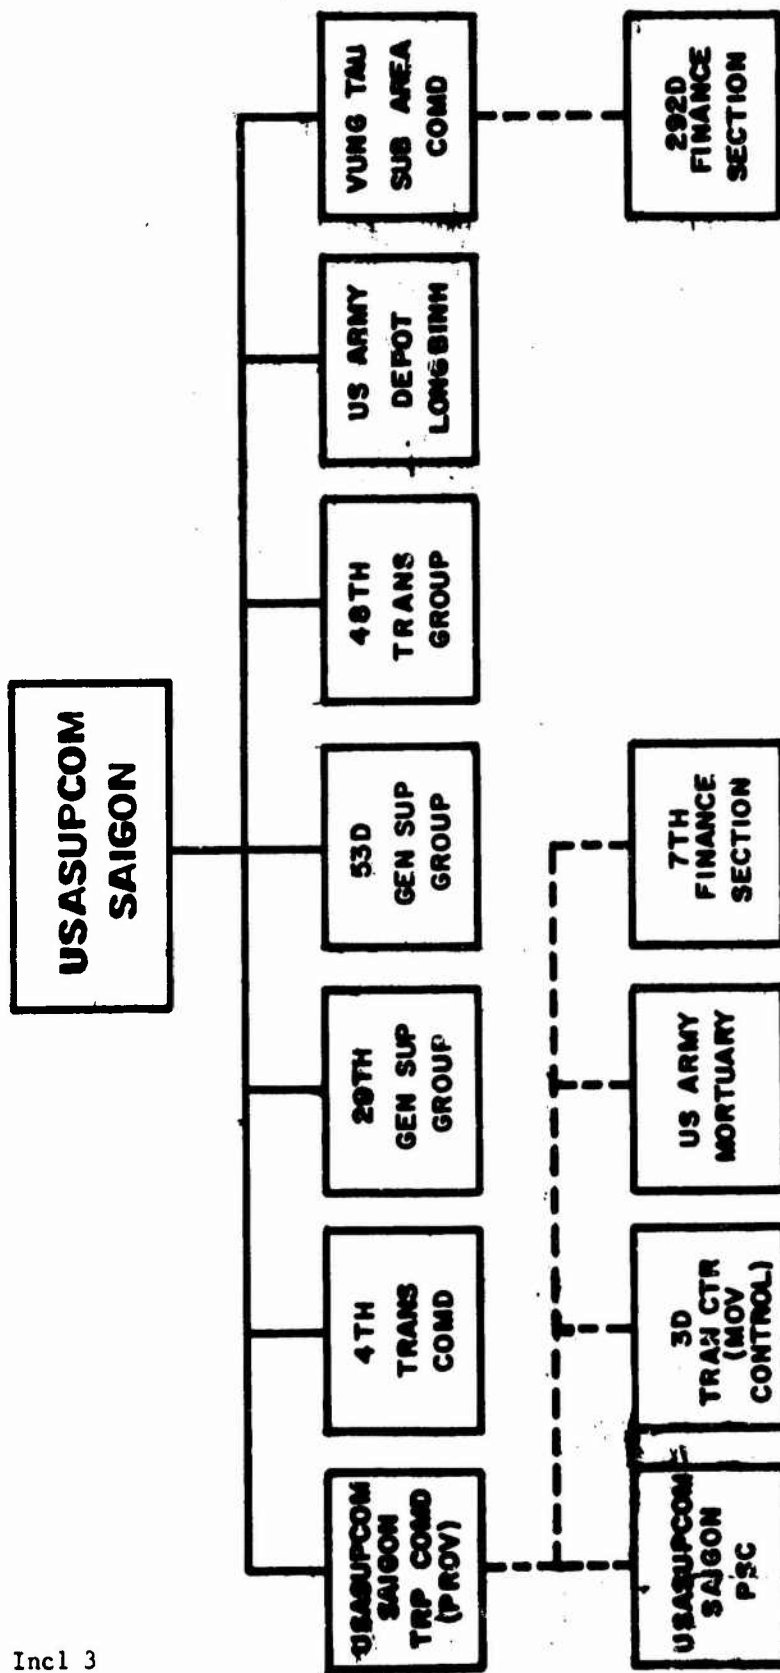 USASUPCOM
SAIGON
USASUPCOM
SAIGON
TRP COMD
(PROV)
4TH
TRANS
COMD
29TH
GEN SUP
GROUP
53D
GEN SUP
GROUP
48TH
TRANS
GROUP
US ARMY
DEPOT
LONGBINH
VUNG TAU
SUB AREA
COMD
USASUPCOM
SAIGON
PSC
3D
TRAN CTR
(MOV
CONTROL)
US ARMY
MORTUARY
7TH
FINANCE
SECTION
292D
FINANCE
SECTION
Incl 3